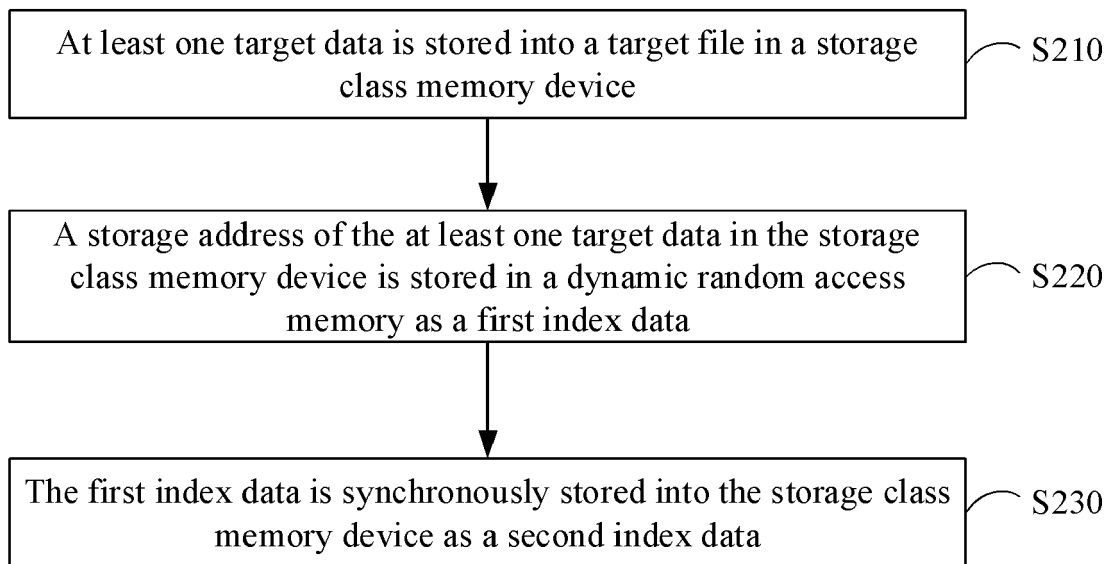 At least one target data is stored into a target file in a storage
class memory device
S210
A storage address of the at least one target data in the storage
class memory device is stored in a dynamic random access
memory as a first index data
S220
The first index data is synchronously stored into the storage class
memory device as a second index data
S230